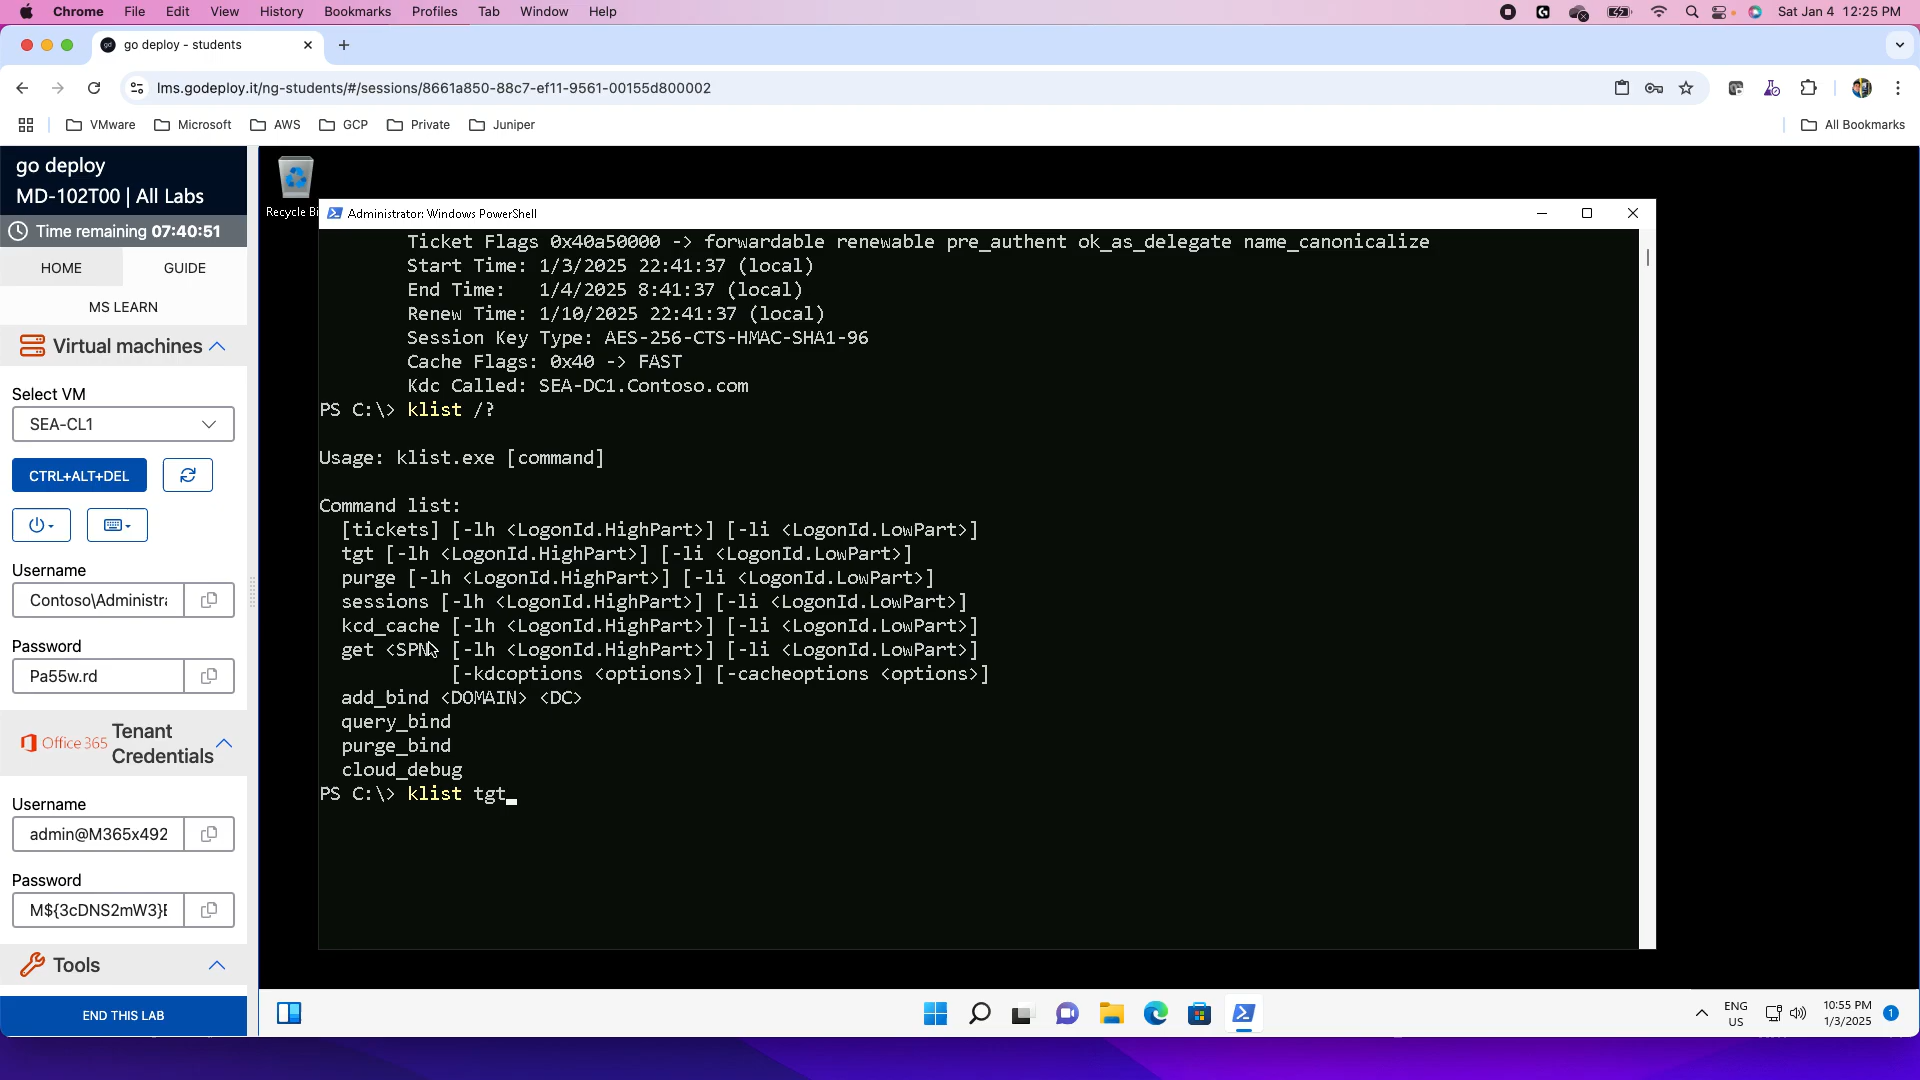 Chrome File Edit View History Bookmarks Profiles Tab Window Help Sat Jan 4 12:25 PM
go deploy - students
lms.godeploy.it/ng-students/#/sessions/8661a850-88c7-ef11-9561-00155d800002
VMware Microsoft AWS GCP Private Juniper All Bookmarks
go deploy
MD-102T00 | All Labs
Time remaining 07:40:51
HOME GUIDE
MS LEARN
Virtual machines
Select VM
SEA-CL1
CTRL+ALT+DEL
Username
Contoso\Administra
Password
Pa55w.rd
Office 365 Tenant Credentials
Username
admin@M365x492
Password
M${3cDNS2mW3}
Tools
END THIS LAB
Recycle Bi
Administrator: Windows PowerShell
Ticket Flags 0x40a50000 -> forwardable renewable pre_authent ok_as_delegate name_canonicalize
Start Time: 1/3/2025 22:41:37 (local)
End Time:   1/4/2025 8:41:37 (local)
Renew Time: 1/10/2025 22:41:37 (local)
Session Key Type: AES-256-CTS-HMAC-SHA1-96
Cache Flags: 0x40 -> FAST
Kdc Called: SEA-DC1.Contoso.com
PS C:\> klist /?
Usage: klist.exe [command]
Command list:
[tickets] [-lh <LogonId.HighPart>] [-li <LogonId.LowPart>]
tgt [-lh <LogonId.HighPart>] [-li <LogonId.LowPart>]
purge [-lh <LogonId.HighPart>] [-li <LogonId.LowPart>]
sessions [-lh <LogonId.HighPart>] [-li <LogonId.LowPart>]
kcd_cache [-lh <LogonId.HighPart>] [-li <LogonId.LowPart>]
get <SPN> [-lh <LogonId.HighPart>] [-li <LogonId.LowPart>]
[-kdcoptions <options>] [-cacheoptions <options>]
add_bind <DOMAIN> <DC>
query_bind
purge_bind
cloud_debug
PS C:\> klist tgt
ENG
US
10:55 PM
1/3/2025
1